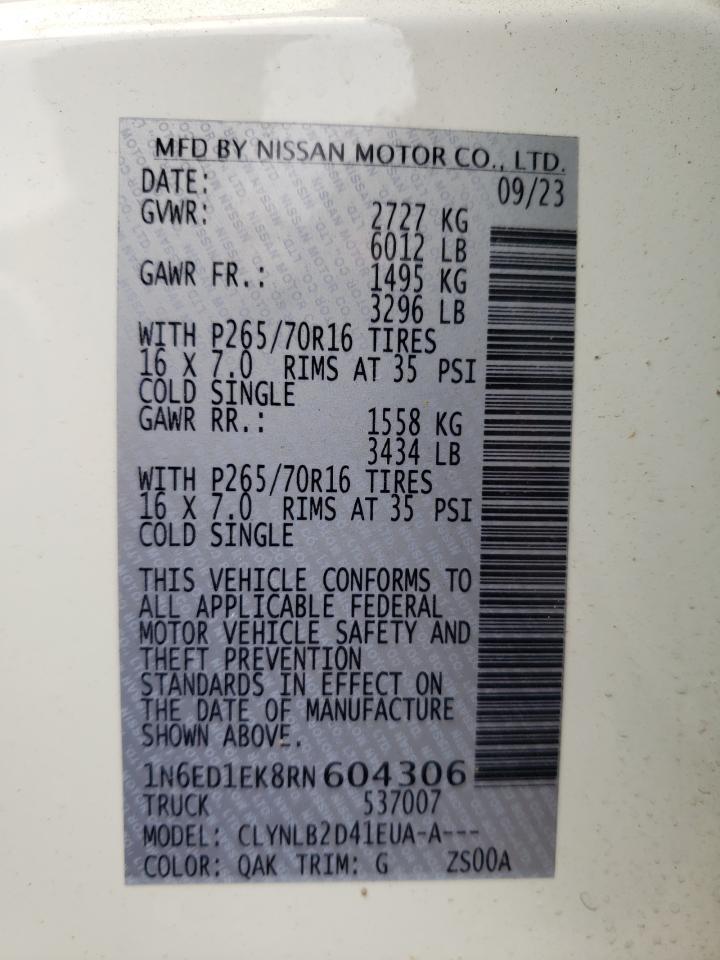 MFD BY NISSAN MOTOR CO., LTD.
DATE: 09/23
GVWR: 2727 KG
6012 LB
GAWR FR.: 1495 KG
3296 LB
WITH P265/70R16 TIRES
16 X 7.0 RIMS AT 35 PSI
COLD SINGLE
GAWR RR.: 1558 KG
3434 LB
WITH P265/70R16 TIRES
16 X 7.0 RIMS AT 35 PSI
COLD SINGLE
THIS VEHICLE CONFORMS TO
ALL APPLICABLE FEDERAL
MOTOR VEHICLE SAFETY AND
THEFT PREVENTION
STANDARDS IN EFFECT ON
THE DATE OF MANUFACTURE
SHOWN ABOVE.
1N6ED1EK8RN604306
TRUCK 537007
MODEL: CLYNLB2D41EUA-A---
COLOR: QAK TRIM: G ZS00A